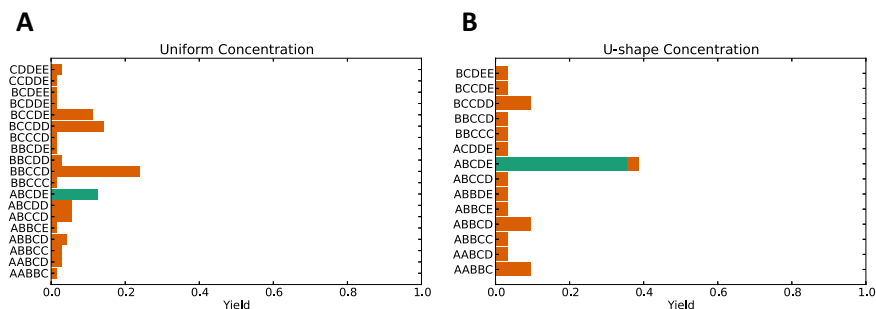 A
Uniform Concentration
CDDEE
CCDDE
BCDEE
BCDDE
BCCDE
BCCDD
BCCCD
BBCDE
BBCDD
BBCCD
BBCCC
ABCDE
ABCDD
ABCCD
ABBCE
ABBCD
ABBCC
AABCD
AABBC
0.0 0.2 0.4 0.6 0.8 1.0
Yield
B
U-shape Concentration
BCDEE
BCCDE
BCCDD
BBCCD
BBCCC
ACDDE
ABCDE
ABCCD
ABBDE
ABBCE
ABBCD
ABBCC
AABCD
AABBC
0.0 0.2 0.4 0.6 0.8 1.0
Yield